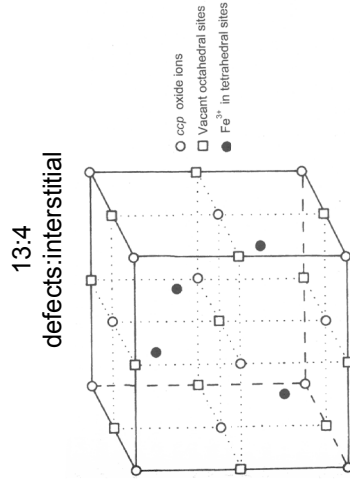 13:4
defects:interstitial
ccp oxide ions
Vacant octahedral sites
Fe3+ in tetrahedral sites